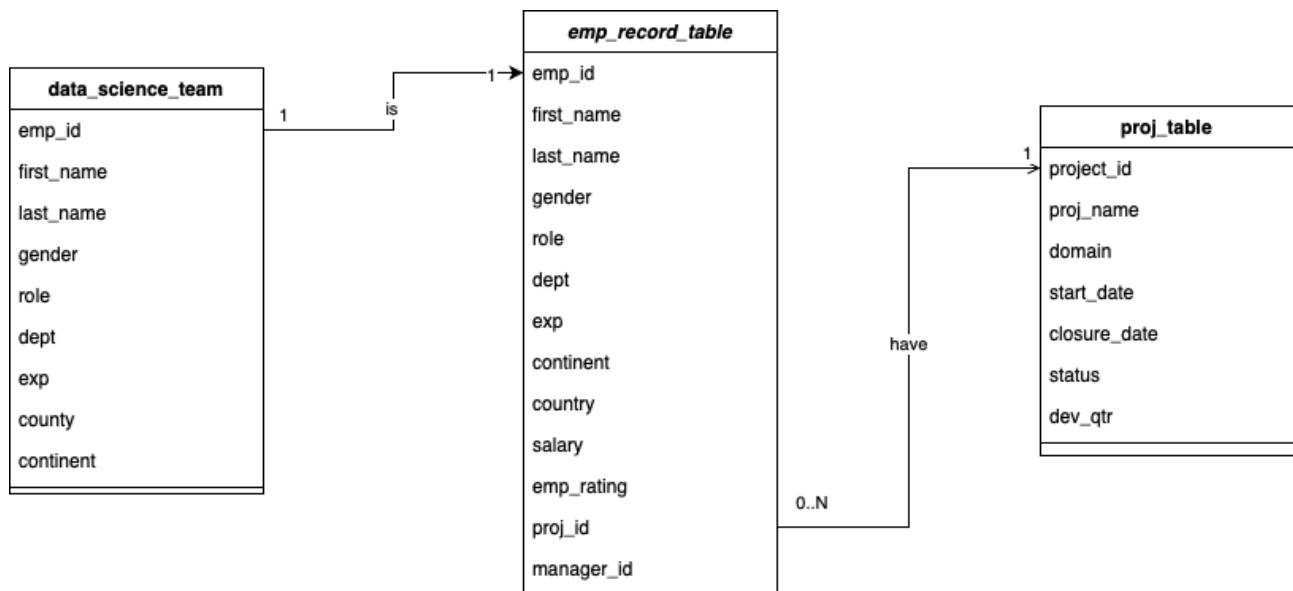 data_science_team
emp_id
first_name
last_name
gender
role
dept
exp
county
continent
1
is
1
emp_record_table
emp_id
first_name
last_name
gender
role
dept
exp
continent
country
salary
emp_rating
proj_id
manager_id
0..N
have
1
proj_table
project_id
proj_name
domain
start_date
closure_date
status
dev_qtr